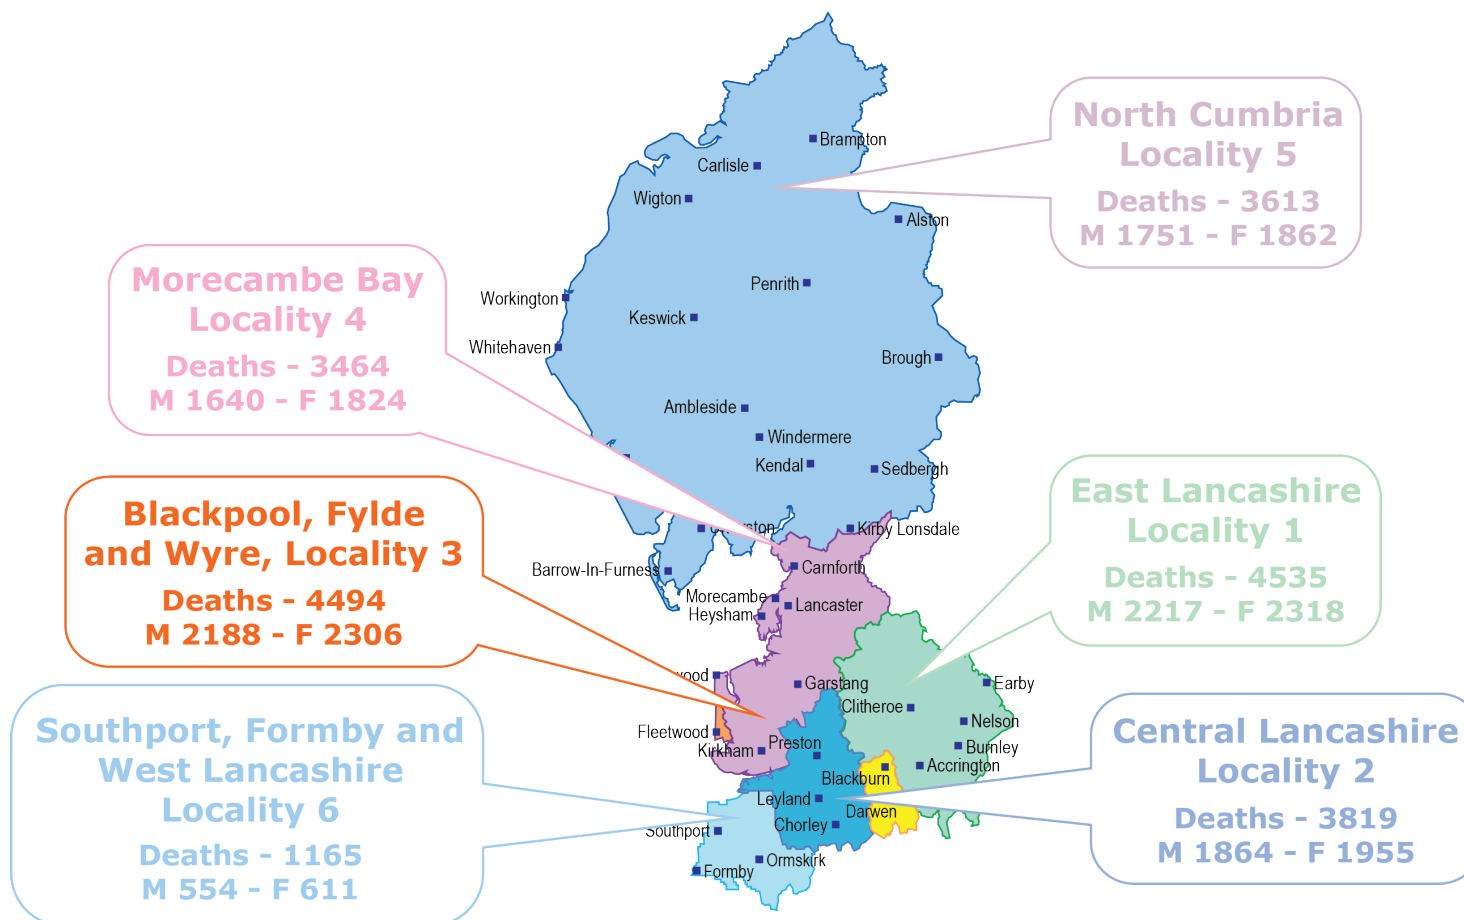 North Cumbria
Locality 5
Deaths - 3613
M 1751 - F 1862
Morecambe Bay
Locality 4
Deaths - 3464
M 1640 - F 1824
Blackpool, Fylde
and Wyre, Locality 3
Deaths - 4494
M 2188 - F 2306
East Lancashire
Locality 1
Deaths - 4535
M 2217 - F 2318
Southport, Formby and
West Lancashire
Locality 6
Deaths - 1165
M 554 - F 611
Central Lancashire
Locality 2
Deaths - 3819
M 1864 - F 1955
Brampton
Carlisle
Wigton
Alston
Penrith
Workington
Keswick
Whitehaven
Brough
Ambleside
Windermere
Kendal
Sedbergh
Kirby Lonsdale
Barrow-In-Furness
Carnforth
Morecambe
Lancaster
Heysham
Garstang
Earby
Clitheroe
Nelson
Fleetwood
Preston
Burnley
Kirkham
Accrington
Blackburn
Leyland
Darwen
Chorley
Southport
Ormskirk
Formby